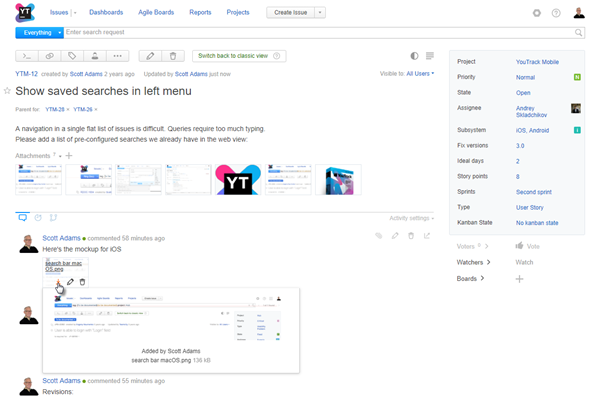 YT
Issues Dashboards Agile Boards Reports Projects Create issue
Everything Enter search request
Switch back to classic view
YTM-12 created by Scott Adams 2 years ago Updated by Scott Adams just now Visible to: All Users
Show saved searches in left menu
Parent for: YTM-28 × YTM-26 ×
A navigation in a single flat list of issues is difficult. Queries require too much typing.
Please add a list of pre-configured searches we already have in the web view:
Attachments 7
YT
Activity settings
Scott Adams commented 58 minutes ago
Here's the mockup for iOS
search bar mac
OS.png
Added by Scott Adams
search bar macOS.png 136 kB
Scott Adams commented 55 minutes ago
Revisions:
Project YouTrack Mobile
Priority Normal N
State Open
Assignee Andrey
Skladchikov
Subsystem iOS, Android I
Fix versions 3.0
Ideal days 2
Story points 8
Sprints Second sprint
Type User Story
Kanban State No kanban state
Voters 0 Vote
Watchers Watch
Boards